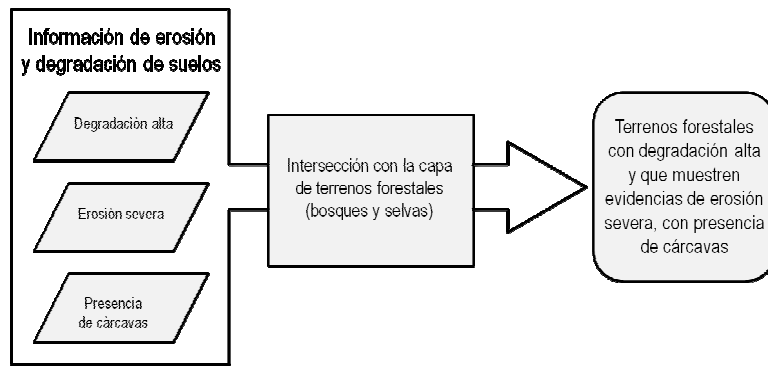 Información de erosión
y degradación de suelos
Degradación alta
Erosión severa
Presencia
de càrcavas
Intersección con la capa
de terrenos forestales
(bosques y selvas)
Terrenos forestales
con degradación alta
y que muestren
evidencias de erosión
severa, con presencia
de cárcavas